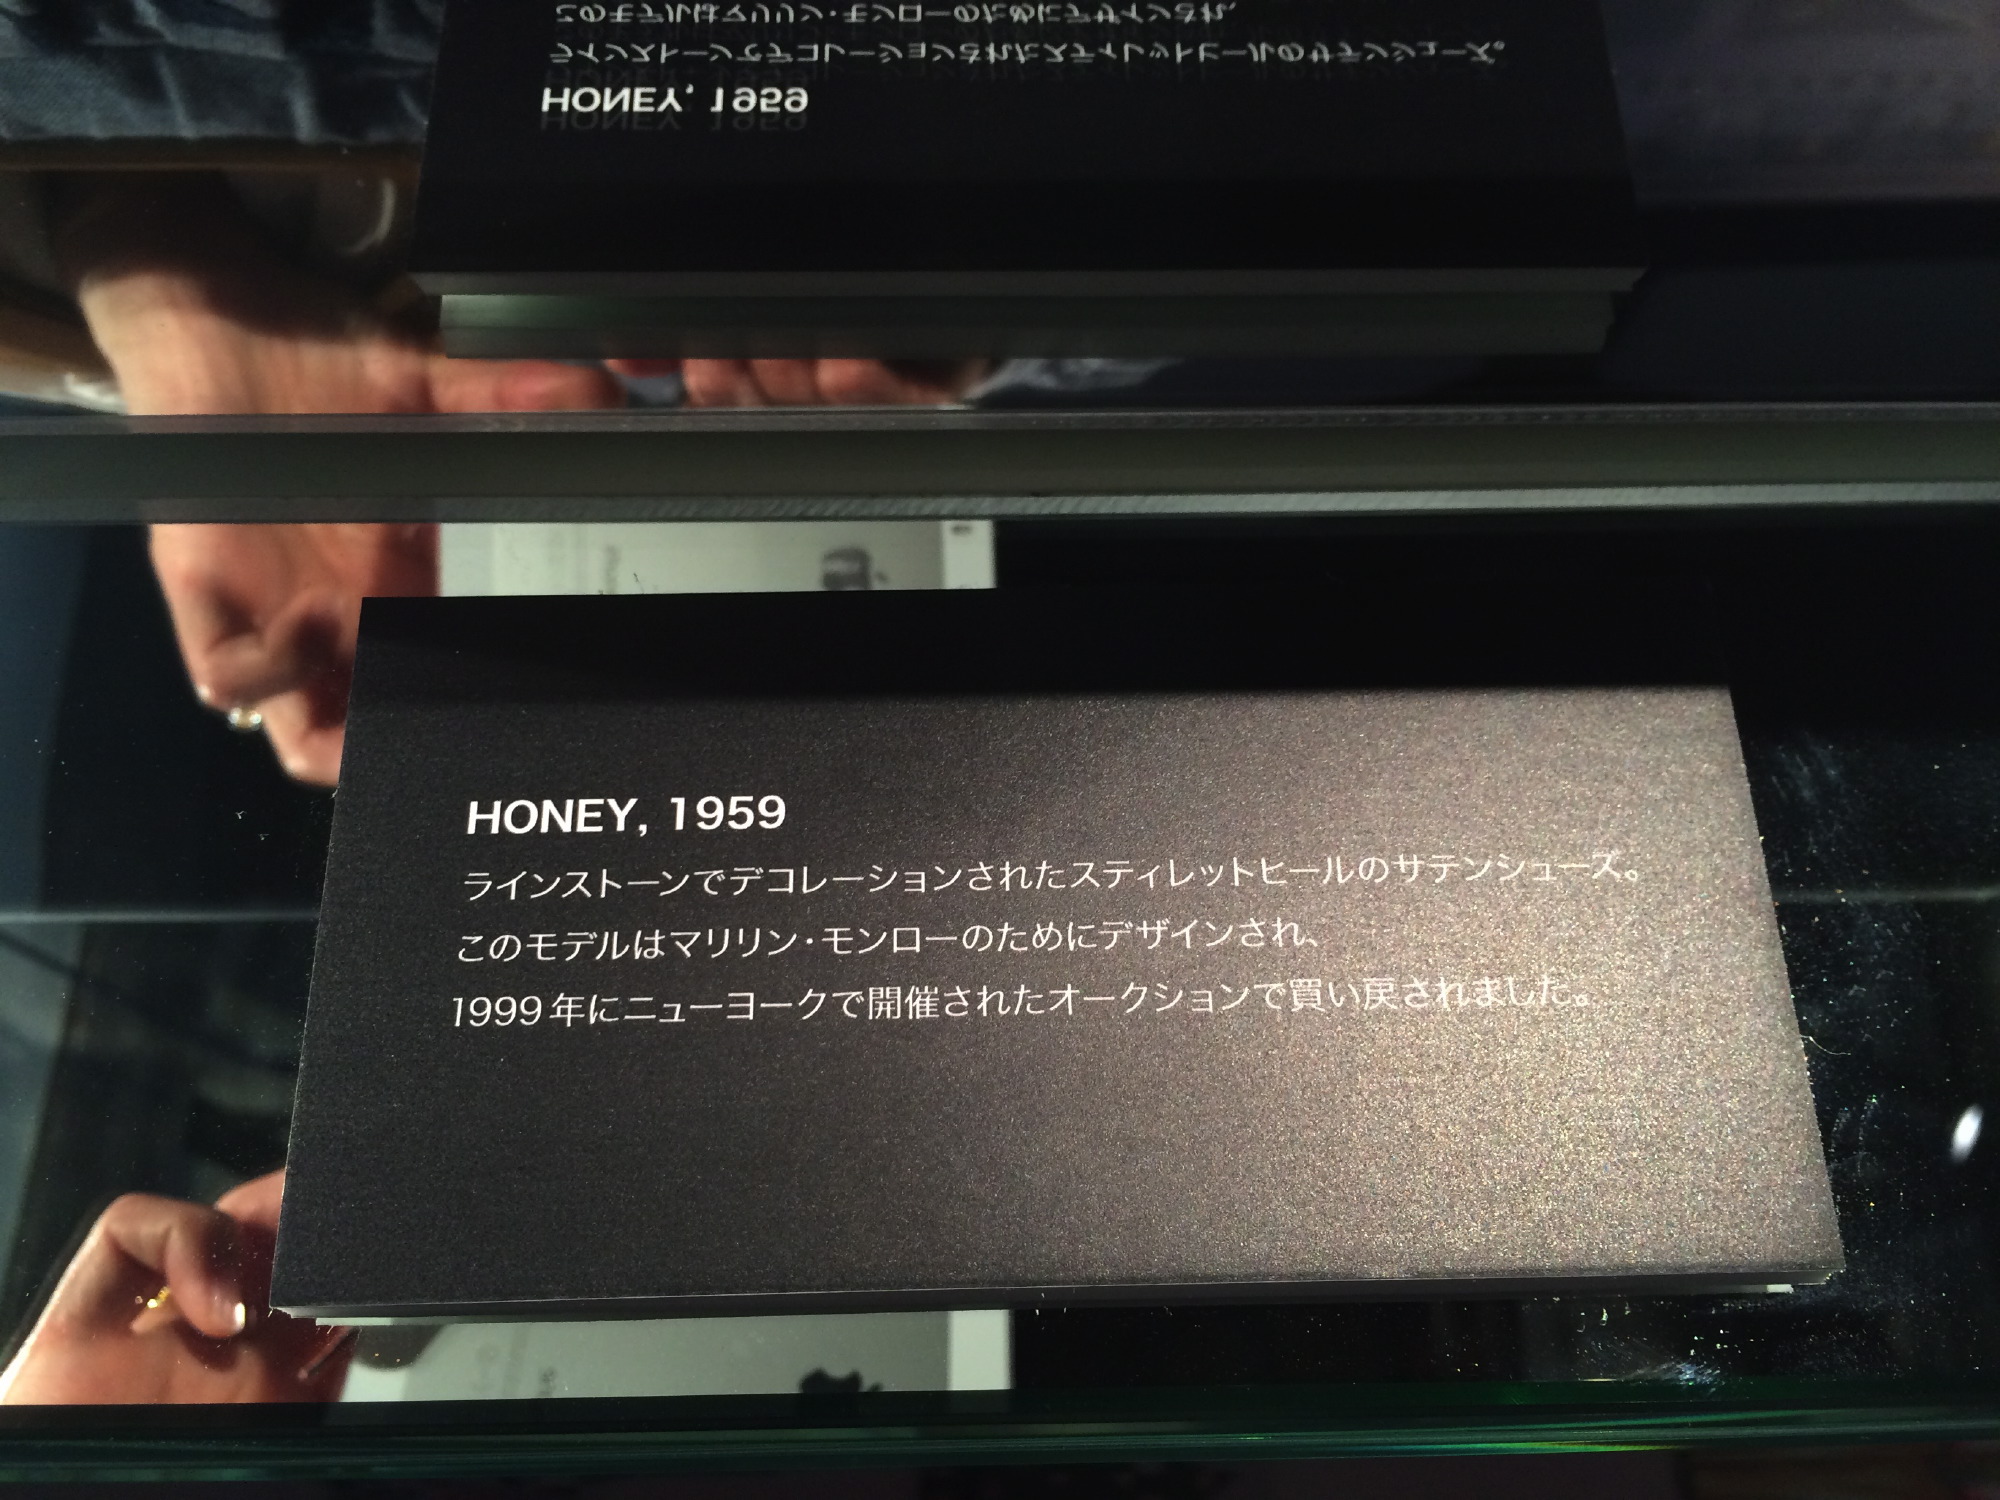 HONEY, 1959
ラインストーンでデコレーションされたスティレットヒールのサテンシューズ。
このモデルはマリリン・モンローのためにデザインされ、
1999年にニューヨークで開催されたオークションで買い戻されました。